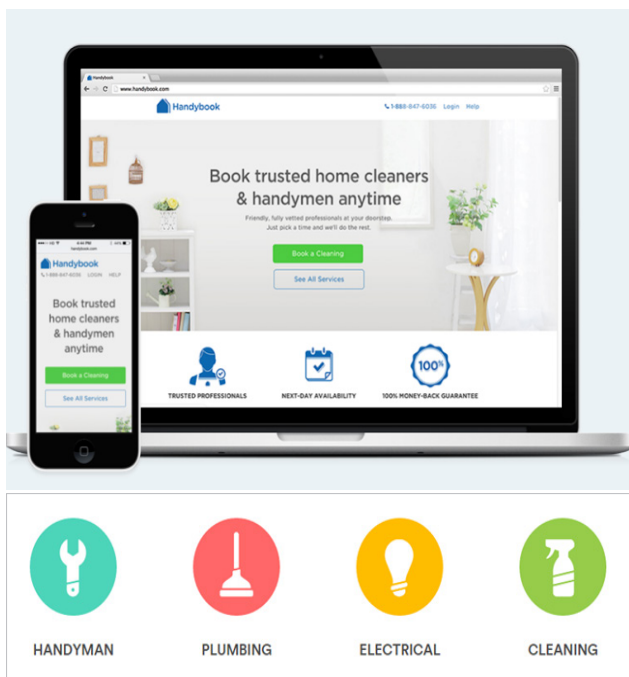 Handybook
www.handybook.com
Handybook
1-888-647-6036 Login Help
Book trusted home cleaners
& handymen anytime
Friendly, fully vetted professionals at your doorstep.
Just pick a time and we'll do the rest.
Book a Cleaning
See All Services
TRUSTED PROFESSIONALS
NEXT-DAY AVAILABILITY
100%
100% MONEY-BACK GUARANTEE
handybook.com
Handybook
1-888-647-6036 LOGIN HELP
Book trusted
home cleaners
& handymen
anytime
Book a Cleaning
See All Services
HANDYMAN
PLUMBING
ELECTRICAL
CLEANING